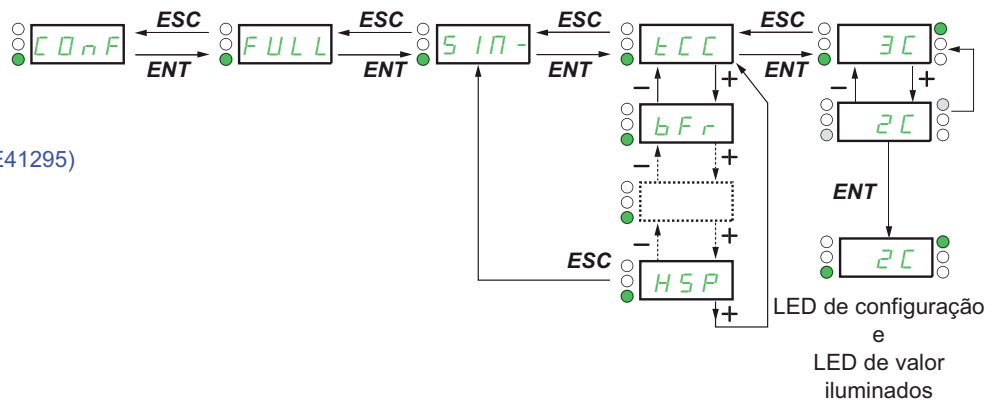 ESC ESC ESC ESC
COnF FULL SIM- tCC 3C
ENT ENT ENT ENT
- + - +
bFr 2C
E41295)
- +
ENT
- +
ESC
2C
HSP
+
LED de configuração
e
LED de valor
iluminados